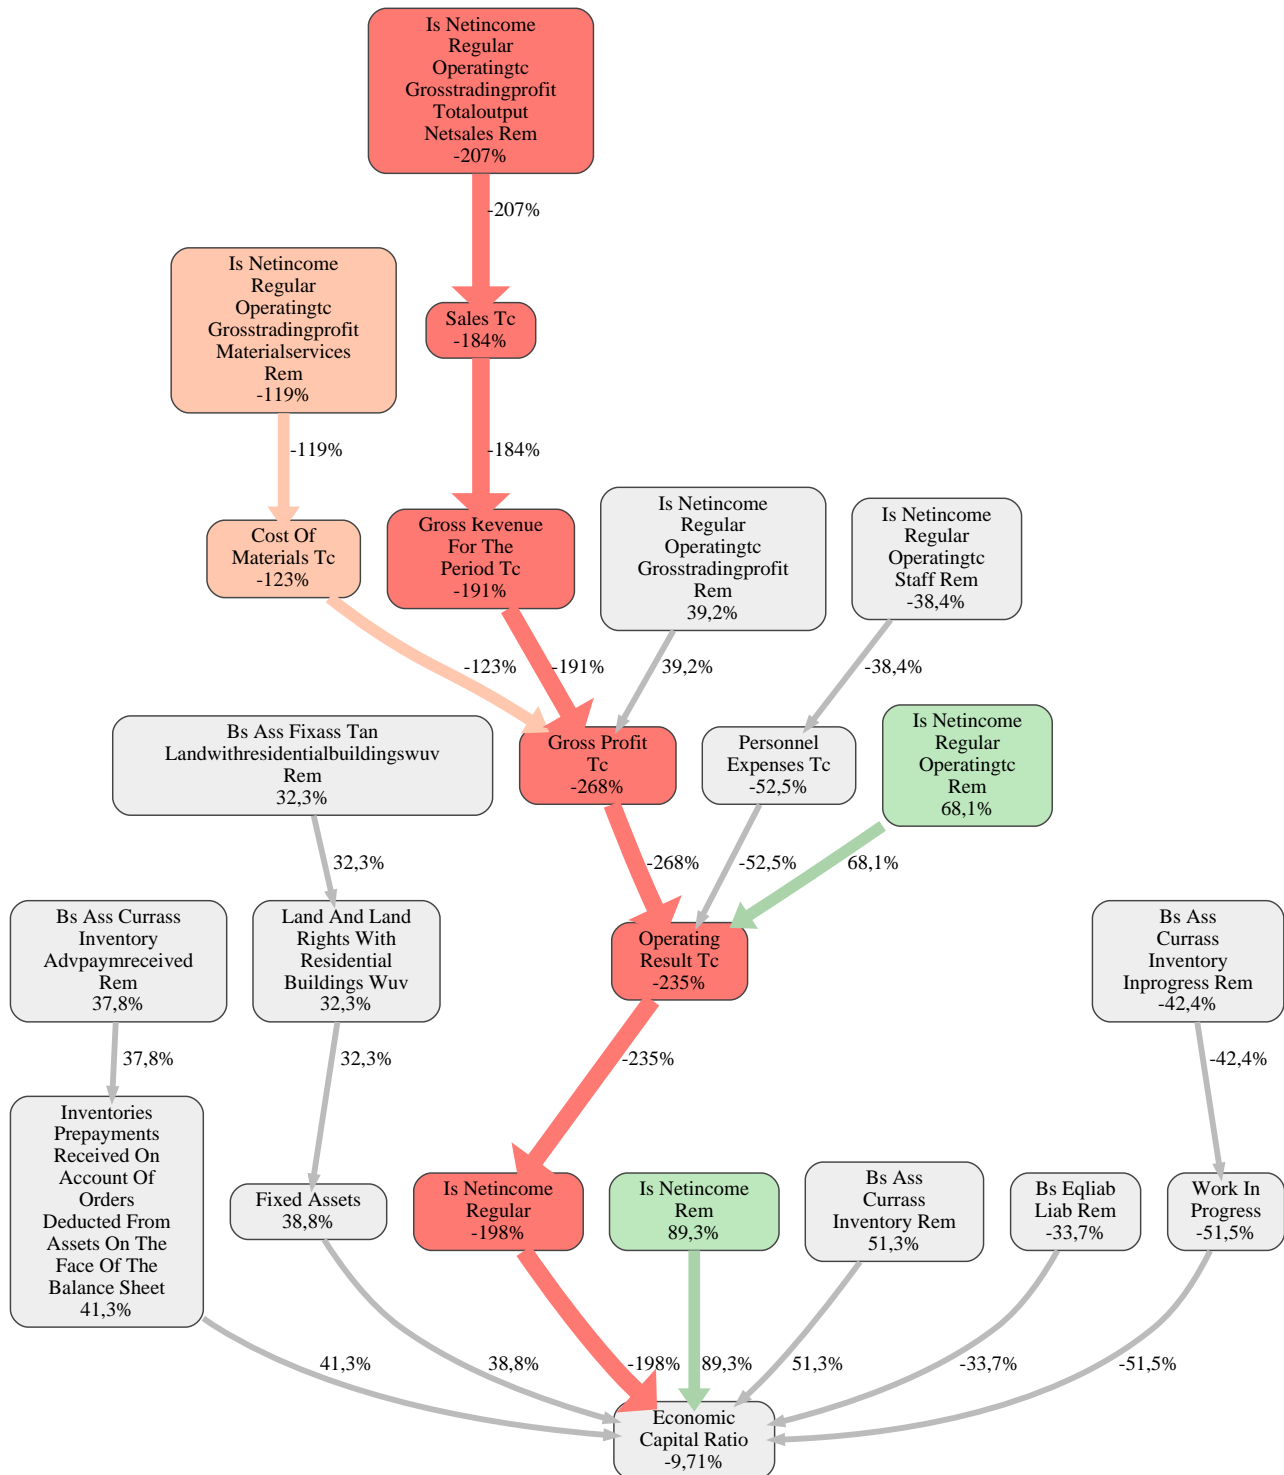 Is Netincome
Regular
Operatingtc
Grosstradingprofit
Totaloutput
Netsales Rem
-207%
-207%
Is Netincome
Regular
Operatingtc
Grosstradingprofit
Materialservices
Rem
-119%
Sales Tc
-184%
-119%
-184%
Cost Of
Materials Tc
-123%
Gross Revenue
For The
Period Tc
-191%
Is Netincome
Regular
Operatingtc
Grosstradingprofit
Rem
39,2%
Is Netincome
Regular
Operatingtc
Staff Rem
-38,4%
-123%
-191%
39,2%
-38,4%
Bs Ass Fixass Tan
Landwithresidentialbuildingswuv
Rem
32,3%
Gross Profit
Tc
-268%
Personnel
Expenses Tc
-52,5%
Is Netincome
Regular
Operatingtc
Rem
68,1%
32,3%
-268%
-52,5%
68,1%
Bs Ass Currass
Inventory
Advpaymreceived
Rem
37,8%
Land And Land
Rights With
Residential
Buildings Wuv
32,3%
Operating
Result Tc
-235%
Bs Ass
Currass
Inventory
Inprogress Rem
-42,4%
37,8%
32,3%
-235%
-42,4%
Inventories
Prepayments
Received On
Account Of
Orders
Deducted From
Assets On The
Face Of The
Balance Sheet
41,3%
Fixed Assets
38,8%
Is Netincome
Regular
-198%
Is Netincome
Rem
89,3%
Bs Ass
Currass
Inventory Rem
51,3%
Bs Eqliab
Liab Rem
-33,7%
Work In
Progress
-51,5%
41,3%
38,8%
-198%
89,3%
51,3%
-33,7%
-51,5%
Economic
Capital Ratio
-9,71%